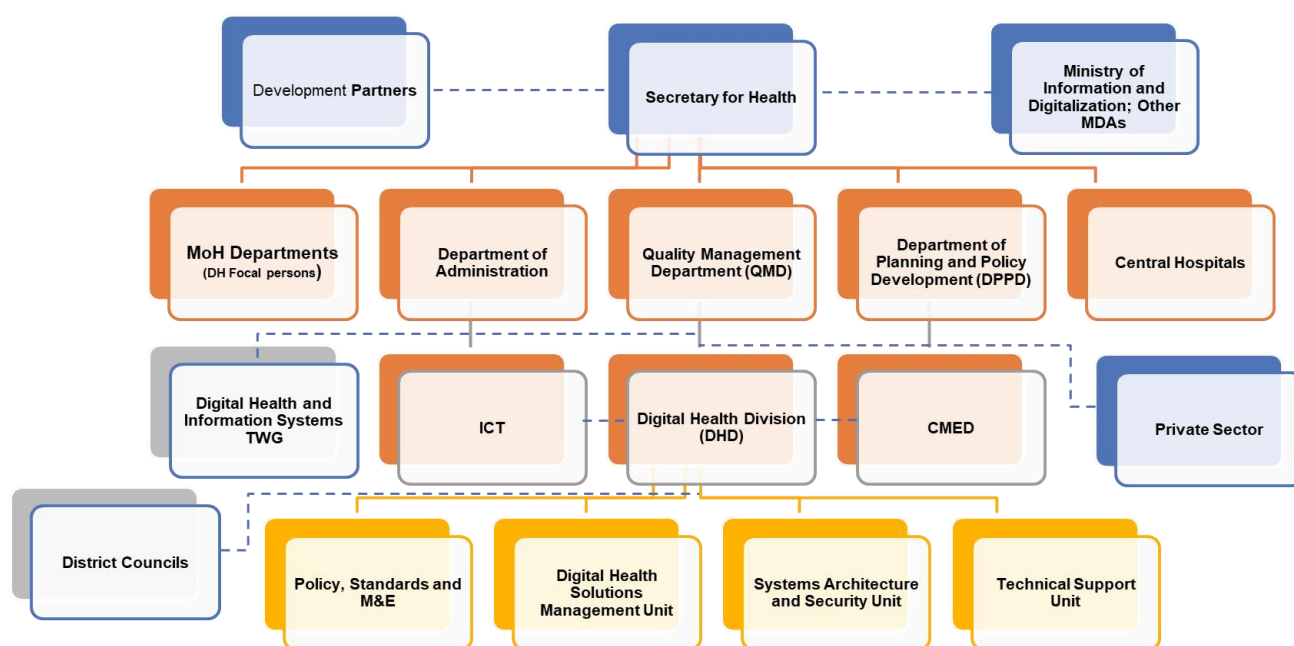 Development Partners
Secretary for Health
Ministry of
Information and
Digitalization; Other
MDAs
MoH Departments
(DH Focal persons)
Department of
Administration
Quality Management
Department (QMD)
Department of
Planning and Policy
Development (DPPD)
Central Hospitals
Digital Health and
Information Systems
TWG
ICT
Digital Health Division
(DHD)
CMED
Private Sector
District Councils
Policy, Standards and
M&E
Digital Health
Solutions
Management Unit
Systems Architecture
and Security Unit
Technical Support
Unit